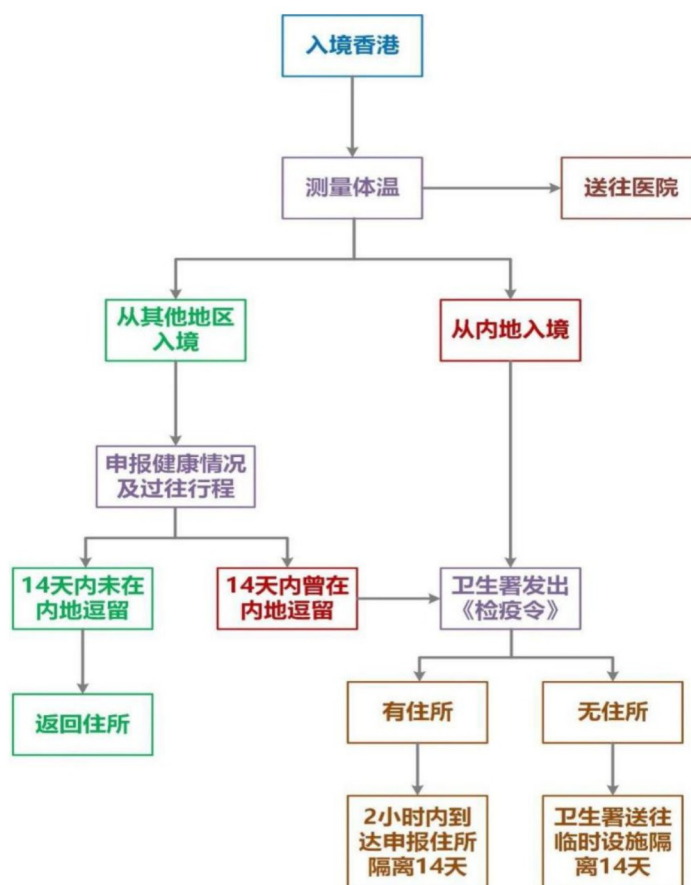 入境香港
测量体温
送往医院
从其他地区
入境
从内地入境
申报健康情况
及过往行程
14天内未在
内地逗留
14天内曾在
内地逗留
卫生署发出
《检疫令》
返回住所
有住所
无住所
2小时内到
达申报住所
隔离14天
卫生署送往
临时设施隔
离14天